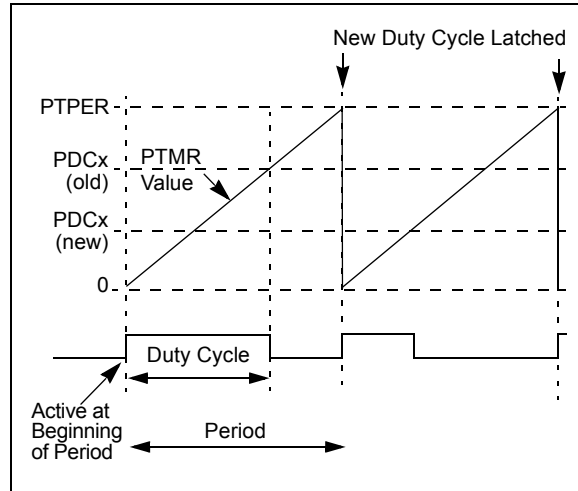 New Duty Cycle Latched
PTPER
PDCx
(old)
PTMR
Value
PDCx
(new)
0
Duty Cycle
Active at
Beginning
of Period
Period